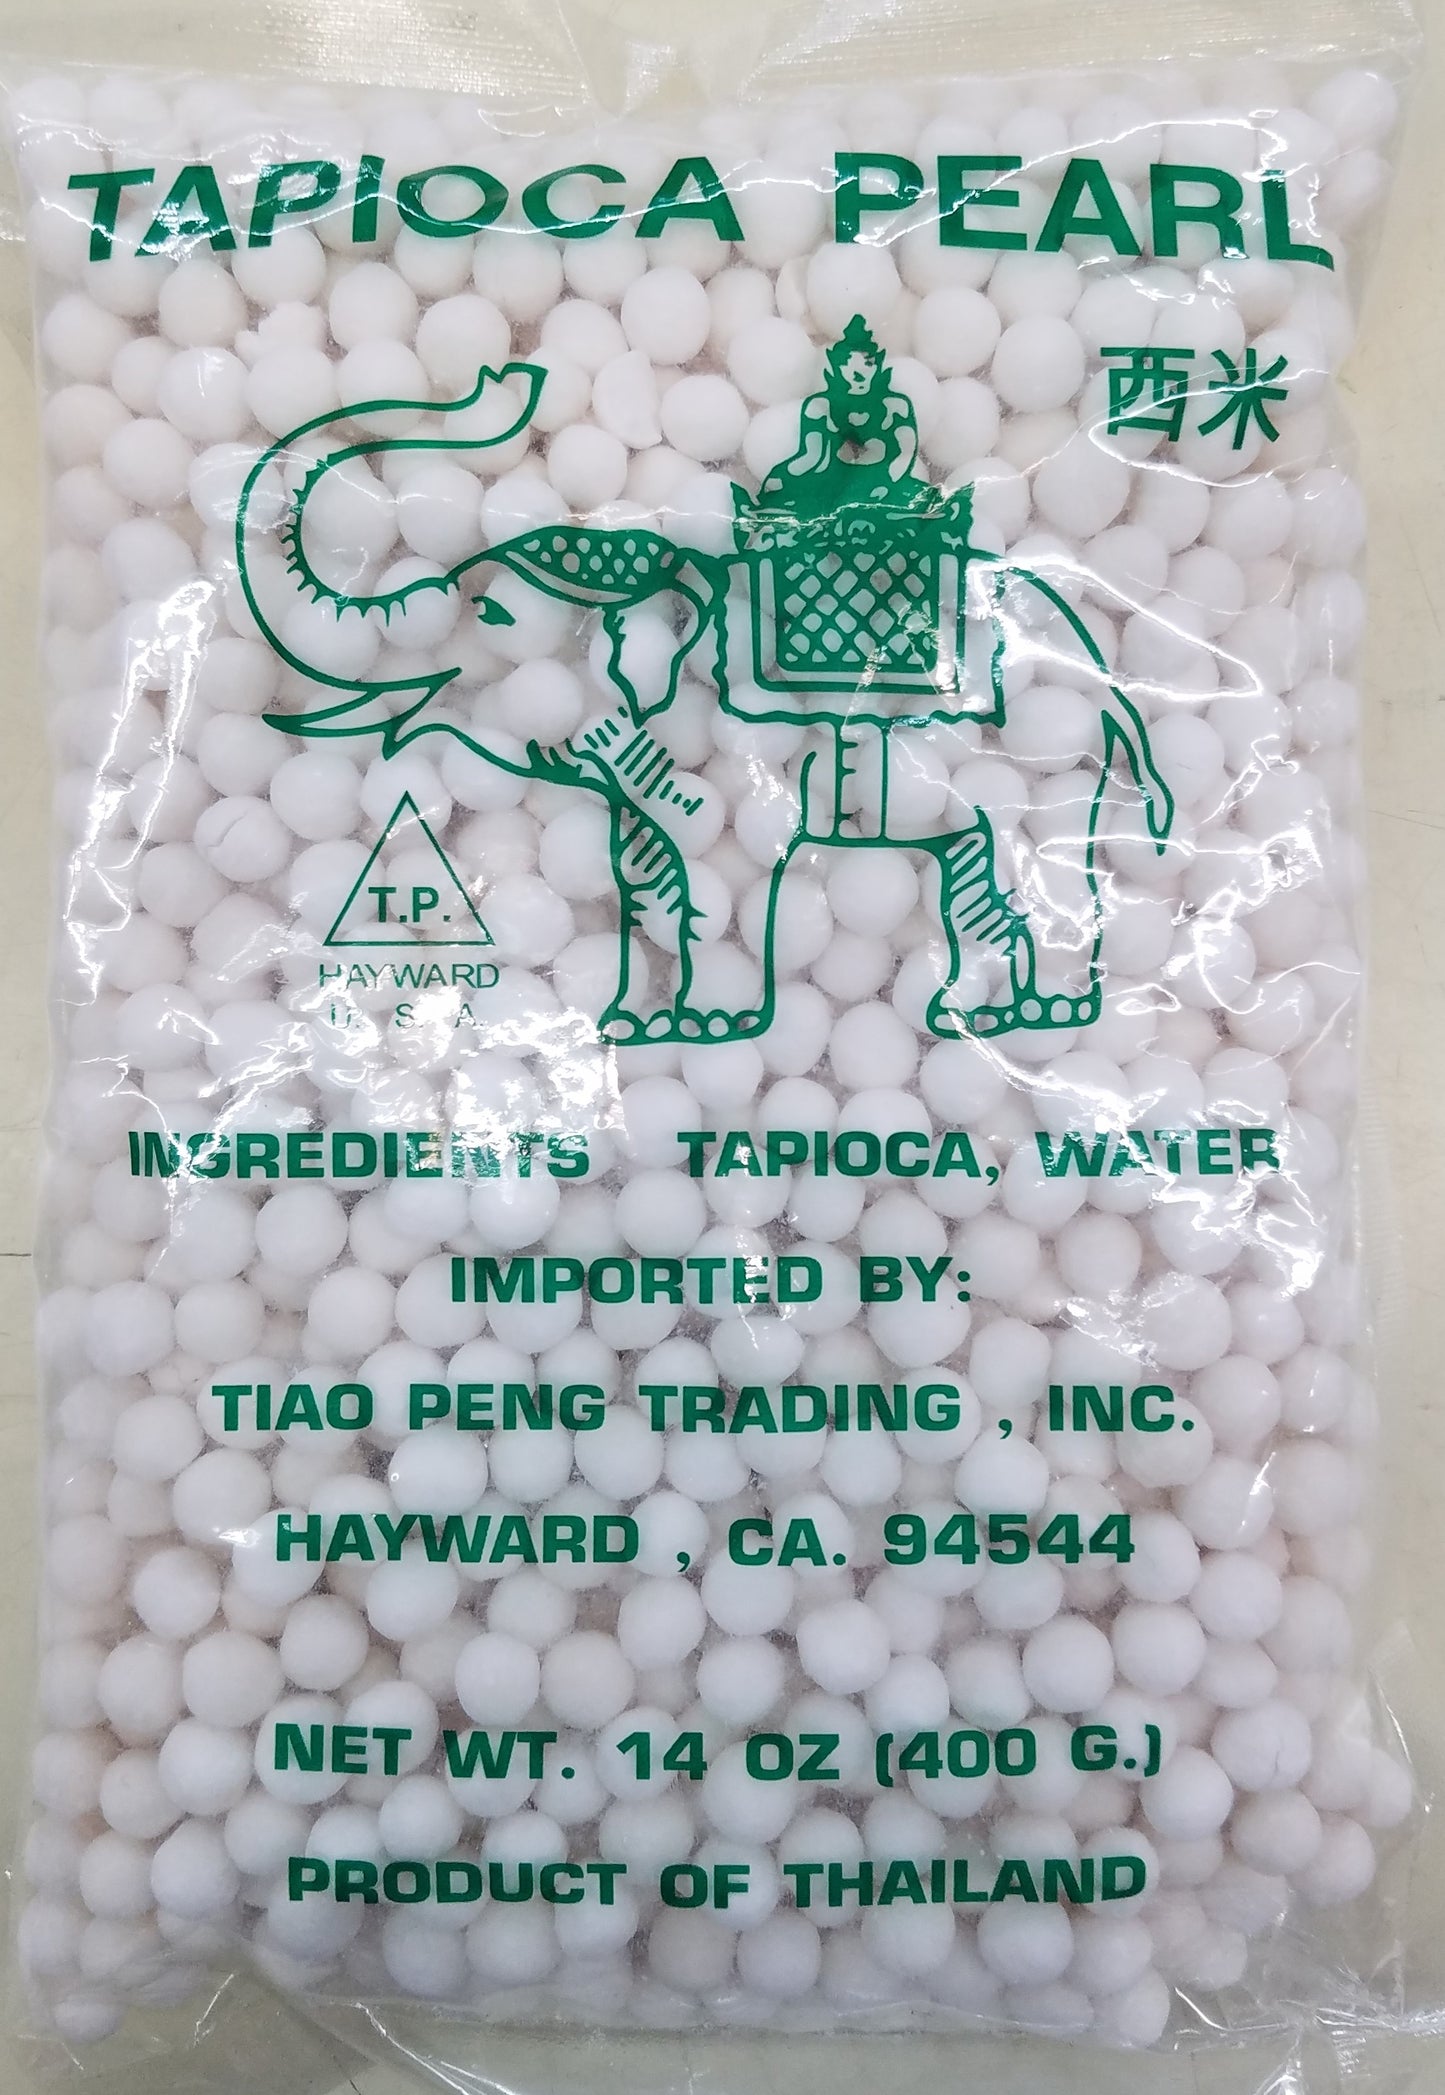 TAPIOCA PEARL
西米
T.P.
HAYWARD
U. S. A.
INGREDIENTS TAPIOCA, WATER
IMPORTED BY:
TIAO PENG TRADING , INC.
HAYWARD , CA. 94544
NET WT. 14 OZ (400 G.)
PRODUCT OF THAILAND